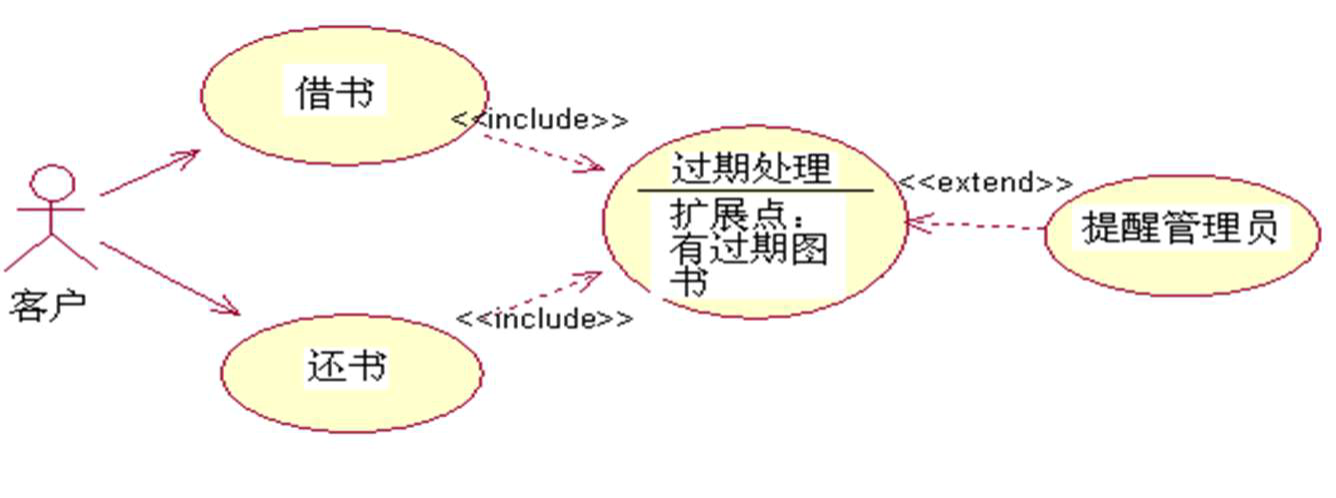 借书
<<include>>
过期处理
扩展点：
有过期图
书
<<extend>>
提醒管理员
客户
<<include>>
还书